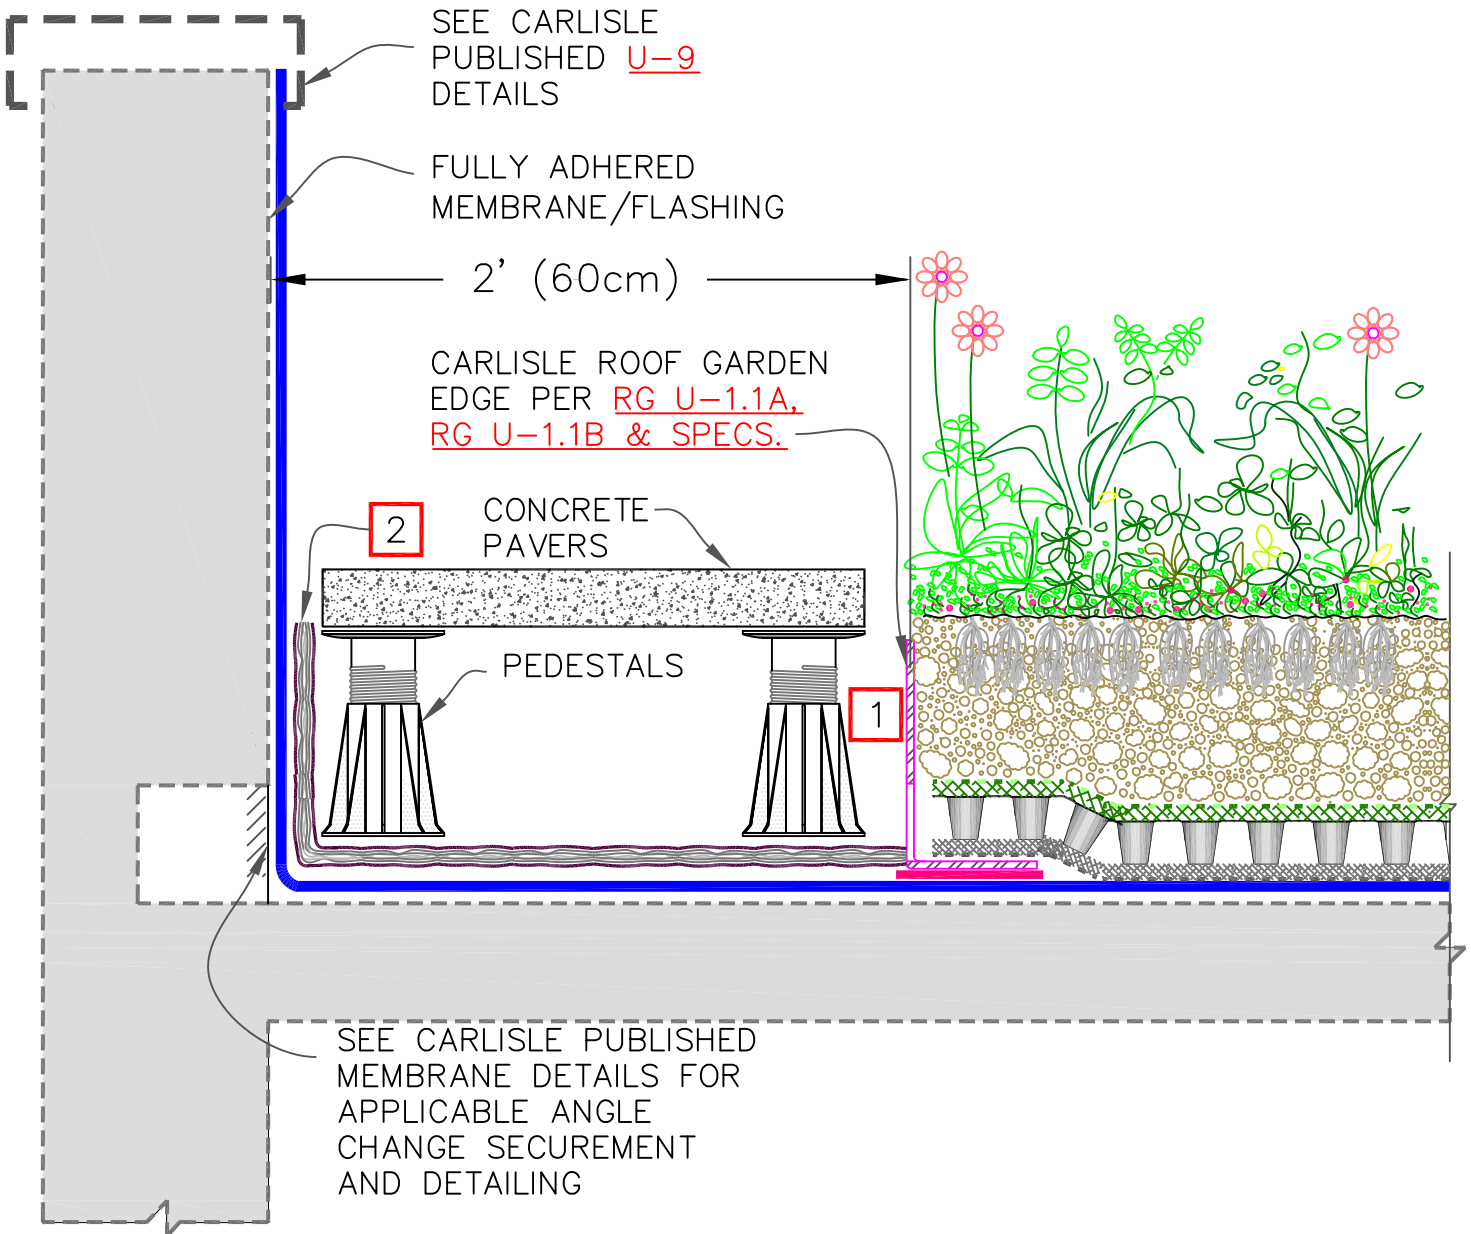 SEE CARLISLE
PUBLISHED U-9
DETAILS
FULLY ADHERED
MEMBRANE/FLASHING
2' (60cm)
CARLISLE ROOF GARDEN
EDGE PER RG U-1.1A,
RG U-1.1B & SPECS.
2
CONCRETE
PAVERS
PEDESTALS
1
SEE CARLISLE PUBLISHED
MEMBRANE DETAILS FOR
APPLICABLE ANGLE
CHANGE SECUREMENT
AND DETAILING